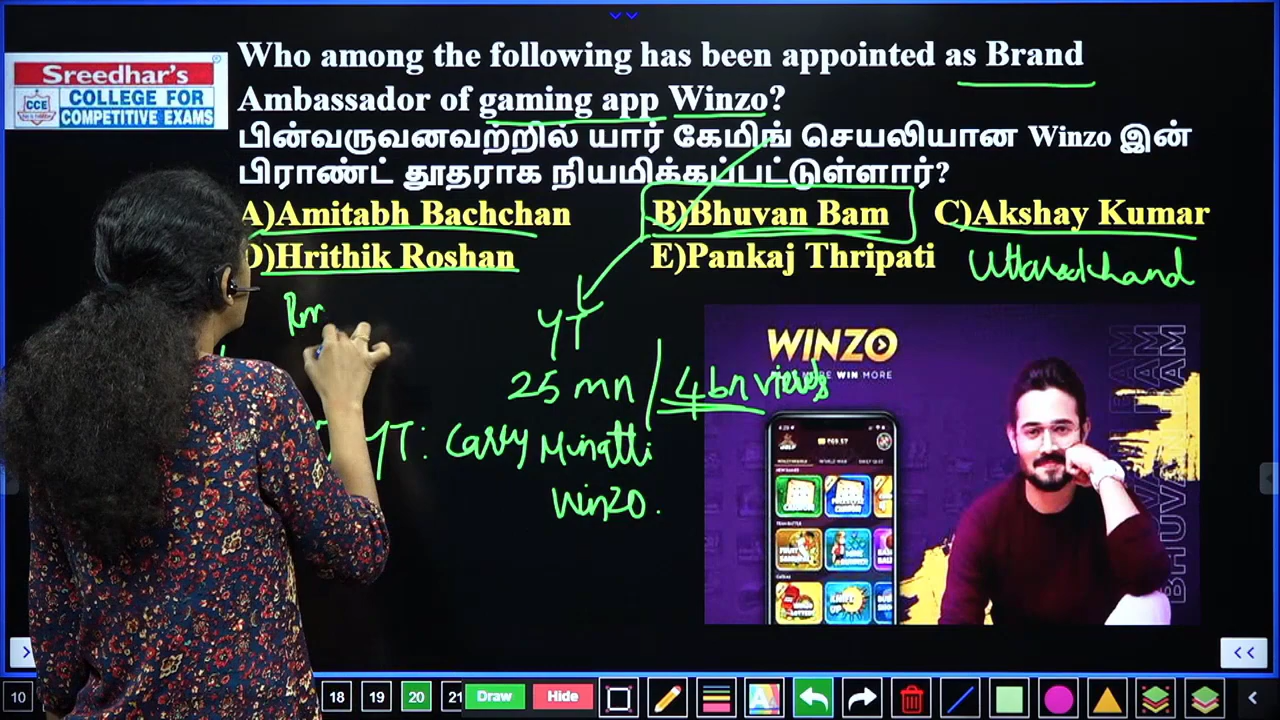 Sreedhar's
CCE
COLLEGE FOR
COMPETITIVE EXAMS
Who among the following has been appointed as Brand
Ambassador of gaming app Winzo?
பின்வருவனவற்றில் யார் கேமிங் செயலியான Winzo இன்
பிராண்ட் தூதராக நியமிக்கப்பட்டுள்ளார்?
A)Amitabh Bachchan B)Bhuvan Bam C)Akshay Kumar
D)Hrithik Roshan E)Pankaj Thripati
Uttarakhand
YT
25 mn / 4 bn views
YT: Carry Minatti
WinZO.
WINZO
WIN MORE
BHUVAN BAM
10 18 19 20 21 Draw Hide